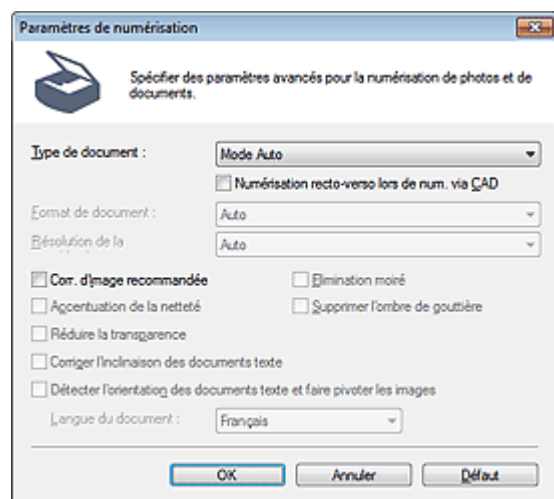 Paramètres de numérisation
Spécifier des paramètres avancés pour la numérisation de photos et de
documents.
Type de document :
Mode Auto
Numérisation recto-verso lors de num. via CAD
Format de document :
Auto
Résolution de la
Auto
Corr. d'image recommandée
Elimination moiré
Accentuation de la netteté
Supprimer l'ombre de gouttière
Réduire la transparence
Corriger l'inclinaison des documents texte
Détecter l'orientation des documents texte et faire pivoter les images
Langue du document :
Français
OK
Annuler
Défaut